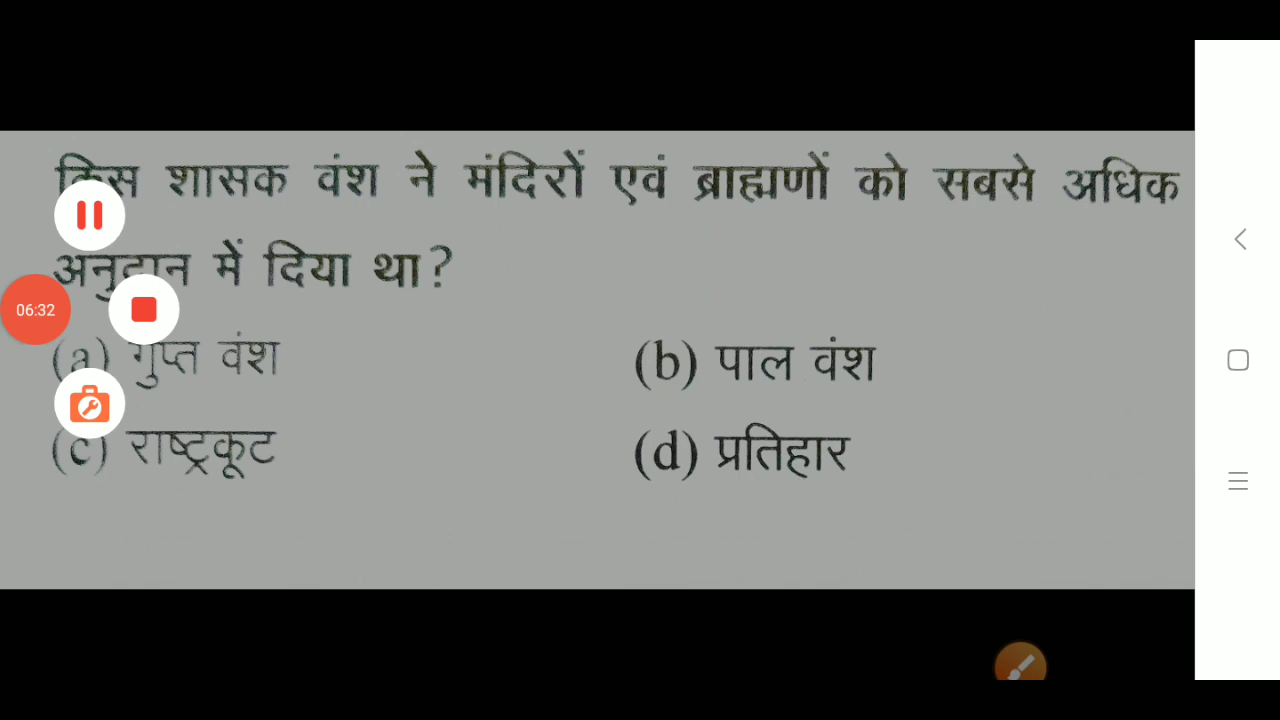 किस शासक वंश ने मंदिरों एवं ब्राह्मणों को सबसे अधिक
अनुदान में दिया था?
(a) गुप्त वंश
(b) पाल वंश
(c) राष्ट्रकूट
(d) प्रतिहार
06:32